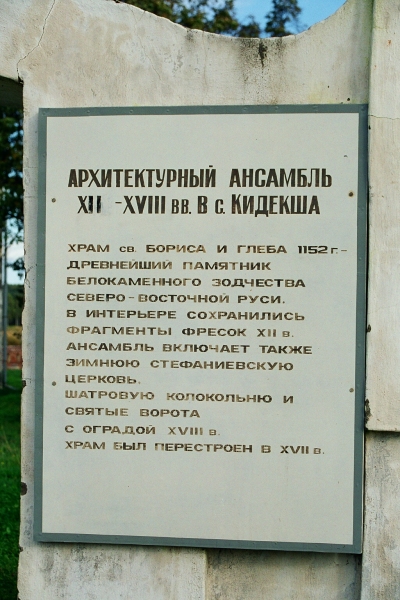 АРХИТЕКТУРНЫЙ АНСАМБЛЬ
XII -XVIII ВВ. В С. КИДЕКША
ХРАМ СВ. БОРИСА И ГЛЕБА 1152 Г.-
ДРЕВНЕЙШИЙ ПАМЯТНИК
БЕЛОКАМЕННОГО ЗОДЧЕСТВА
СЕВЕРО-ВОСТОЧНОЙ РУСИ.
В ИНТЕРЬЕРЕ СОХРАНИЛИСЬ
ФРАГМЕНТЫ ФРЕСОК XII В.
АНСАМБЛЬ ВКЛЮЧАЕТ ТАКЖЕ
ЗИМНЮЮ СТЕФАНИЕВСКУЮ
ЦЕРКОВЬ.
ШАТРОВУЮ КОЛОКОЛЬНЮ И
СВЯТЫЕ ВОРОТА
С ОГРАДОЙ XVIII В.
ХРАМ БЫЛ ПЕРЕСТРОЕН В XVII В.